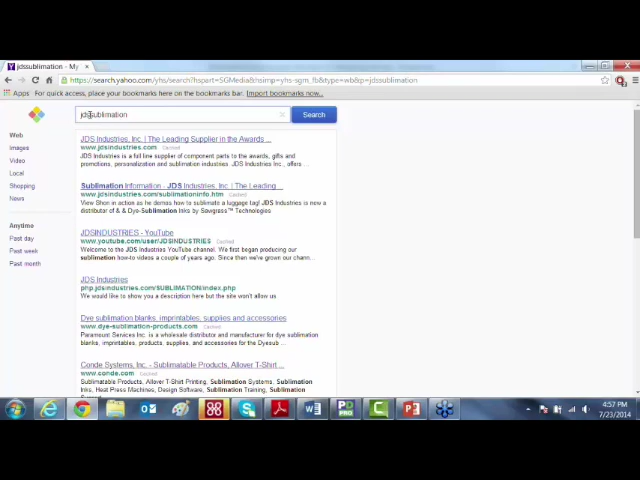 jdssublimation - My
https://search.yahoo.com/yhs/search?hspart=SGMedia&hsimp=yhs-sgm_fb&type=wb&p=jdssublimation
Apps For quick access, place your bookmarks here on the bookmarks bar. Import bookmarks now...
jdssublimation
Search
Web
Images
Video
Local
Shopping
News
Anytime
Past day
Past week
Past month
JDS Industries, Inc. | The Leading Supplier in the Awards ...
www.jdsindustries.com Cached
JDS Industries is a full line supplier of component parts to the awards, gifts and
promotions, personalization and sublimation industries. JDS Industries, Inc., offers ...
Sublimation Information - JDS Industries, Inc. | The Leading ...
www.jdsindustries.com/sublimationinfo.htm Cached
View Shon in action as he demos how to sublimate a luggage tag! JDS Industries is now a
distributor of & & Dye-Sublimation Inks by Sawgrass™ Technologies
JDSINDUSTRIES - YouTube
www.youtube.com/user/JDSINDUSTRIES Cached
Welcome to the JDS Industries YouTube channel. We first began producing our
sublimation how-to videos a couple of years ago. Since then we've grown our cham...
JDS Industries
php.jdsindustries.com/SUBLIMATION/index.php
We would like to show you a description here but the site won't allow us.
Dye sublimation blanks, imprintables, supplies and accessories
www.dye-sublimation-products.com Cached
Paramount Services Inc. is a wholesale distributor and manufacturer for dye sublimation
blanks, imprintables, supplies and accessories for the Dyesub ...
Conde Systems, Inc. - Sublimatable Products, Allover T-Shirt ...
www.conde.com Cached
Sublimatable Products, Allover T-Shirt Printing, Sublimation Systems, Sublimation
Inks, Heat Press Machines, Design Software, Sublimation Training, Sublimation
4:57 PM
7/23/2014